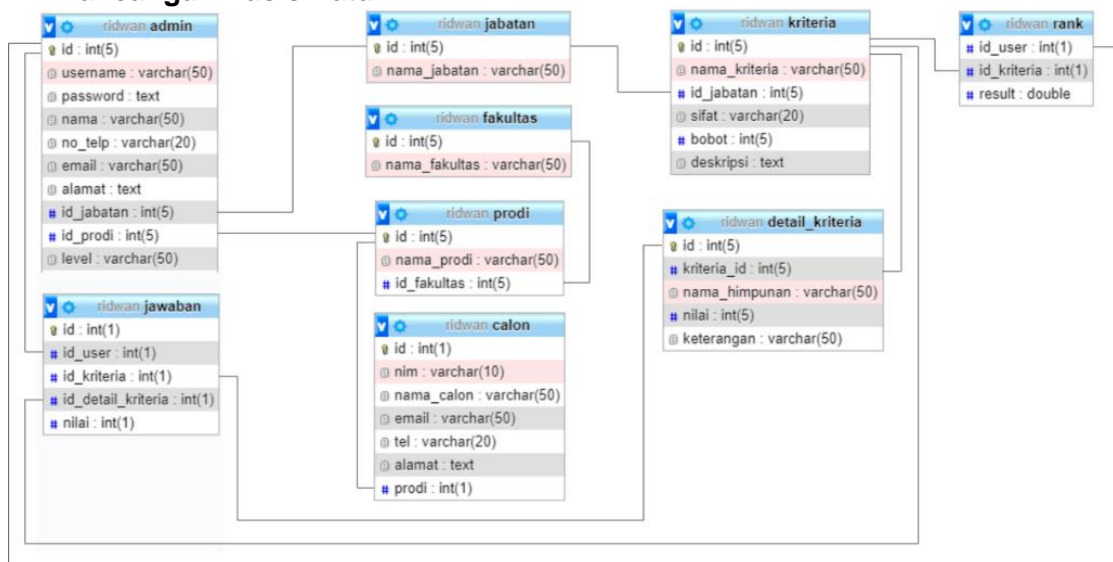 ridwan admin
id : int(5)
username : varchar(50)
password : text
nama : varchar(50)
no_telp : varchar(20)
email : varchar(50)
alamat : text
id_jabatan : int(5)
id_prodi : int(5)
level : varchar(50)
ridwan jawaban
id : int(1)
id_user : int(1)
id_kriteria : int(1)
id_detail_kriteria : int(1)
nilai : int(1)
ridwan jabatan
id : int(5)
nama_jabatan : varchar(50)
ridwan fakultas
id : int(5)
nama_fakultas : varchar(50)
ridwan prodi
id : int(5)
nama_prodi : varchar(50)
id_fakultas : int(5)
ridwan calon
id : int(1)
nim : varchar(10)
nama_calon : varchar(50)
email : varchar(50)
tel : varchar(20)
alamat : text
prodi : int(1)
ridwan kriteria
id : int(5)
nama_kriteria : varchar(50)
id_jabatan : int(5)
sifat : varchar(20)
bobot : int(5)
deskripsi : text
ridwan detail_kriteria
id : int(5)
kriteria_id : int(5)
nama_himpunan : varchar(50)
nilai : int(5)
keterangan : varchar(50)
ridwan rank
id_user : int(1)
id_kriteria : int(1)
result : double